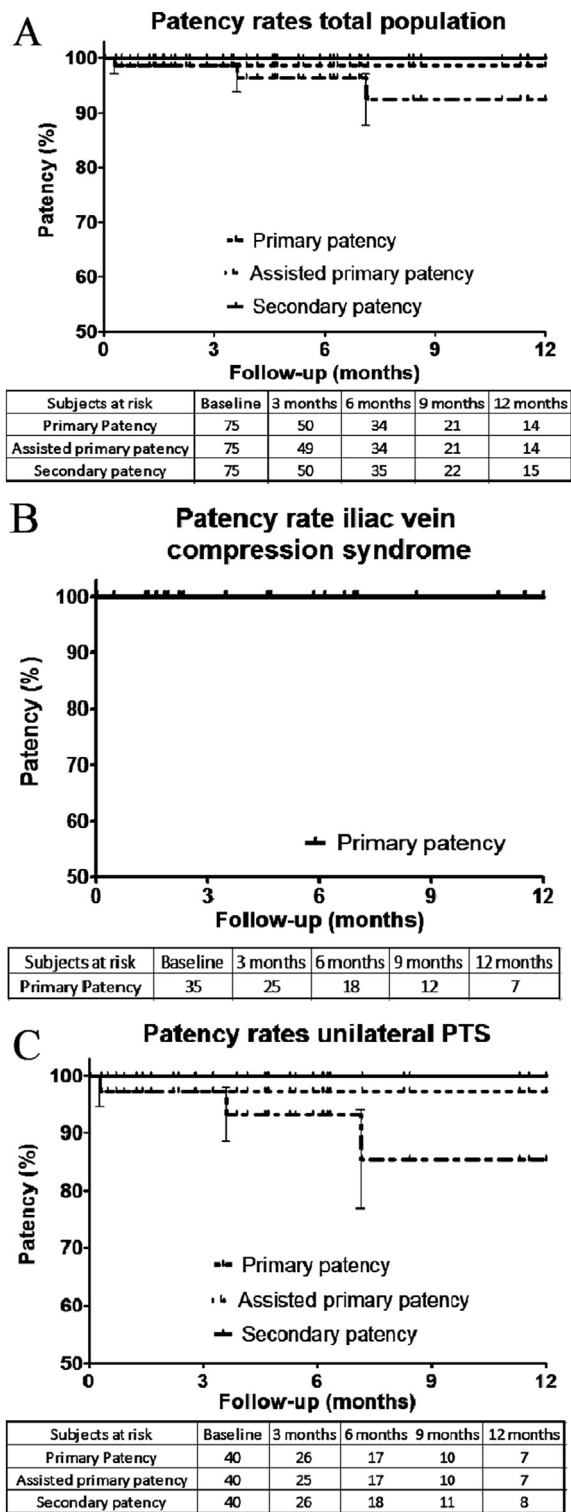 A
Patency rates total population
100
90
80
70
60
50
Patency (%)
Primary patency
Assisted primary patency
Secondary patency
0 3 6 9 12
Follow-up (months)
Subjects at risk Baseline 3 months 6 months 9 months 12 months
Primary Patency 75 50 34 21 14
Assisted primary patency 75 49 34 21 14
Secondary patency 75 50 35 22 15
B
Patency rate iliac vein
compression syndrome
100
90
80
70
60
50
Patency (%)
Primary patency
0 3 6 9 12
Follow-up (months)
Subjects at risk Baseline 3 months 6 months 9 months 12 months
Primary Patency 35 25 18 12 7
C
Patency rates unilateral PTS
100
90
80
70
60
50
Patency (%)
Primary patency
Assisted primary patency
Secondary patency
0 3 6 9 12
Follow-up (months)
Subjects at risk Baseline 3 months 6 months 9 months 12 months
Primary Patency 40 26 17 10 7
Assisted primary patency 40 25 17 10 7
Secondary patency 40 26 18 11 8